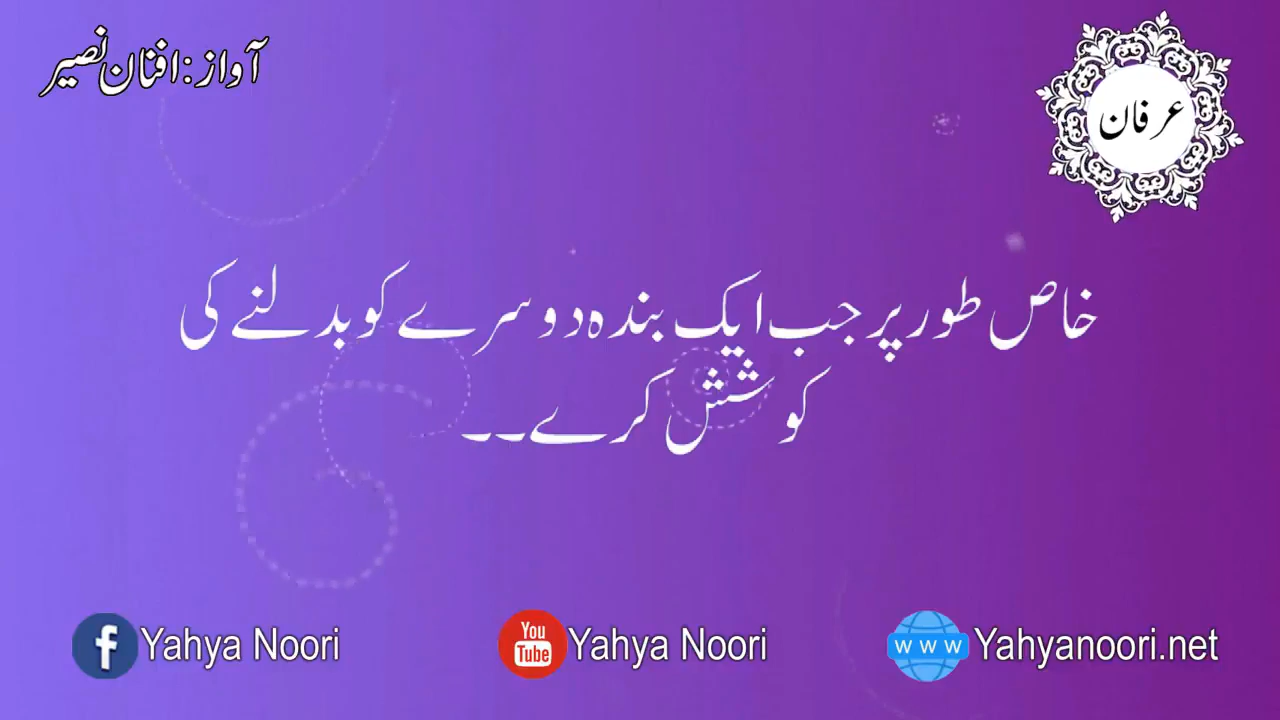 آواز: افنان نصیر
عرفان
خاص طور پر جب ایک بندہ دوسرے کو بدلنے کی
کوشش کرے۔۔
Yahya Noori
You Tube Yahya Noori
www Yahyanoori.net